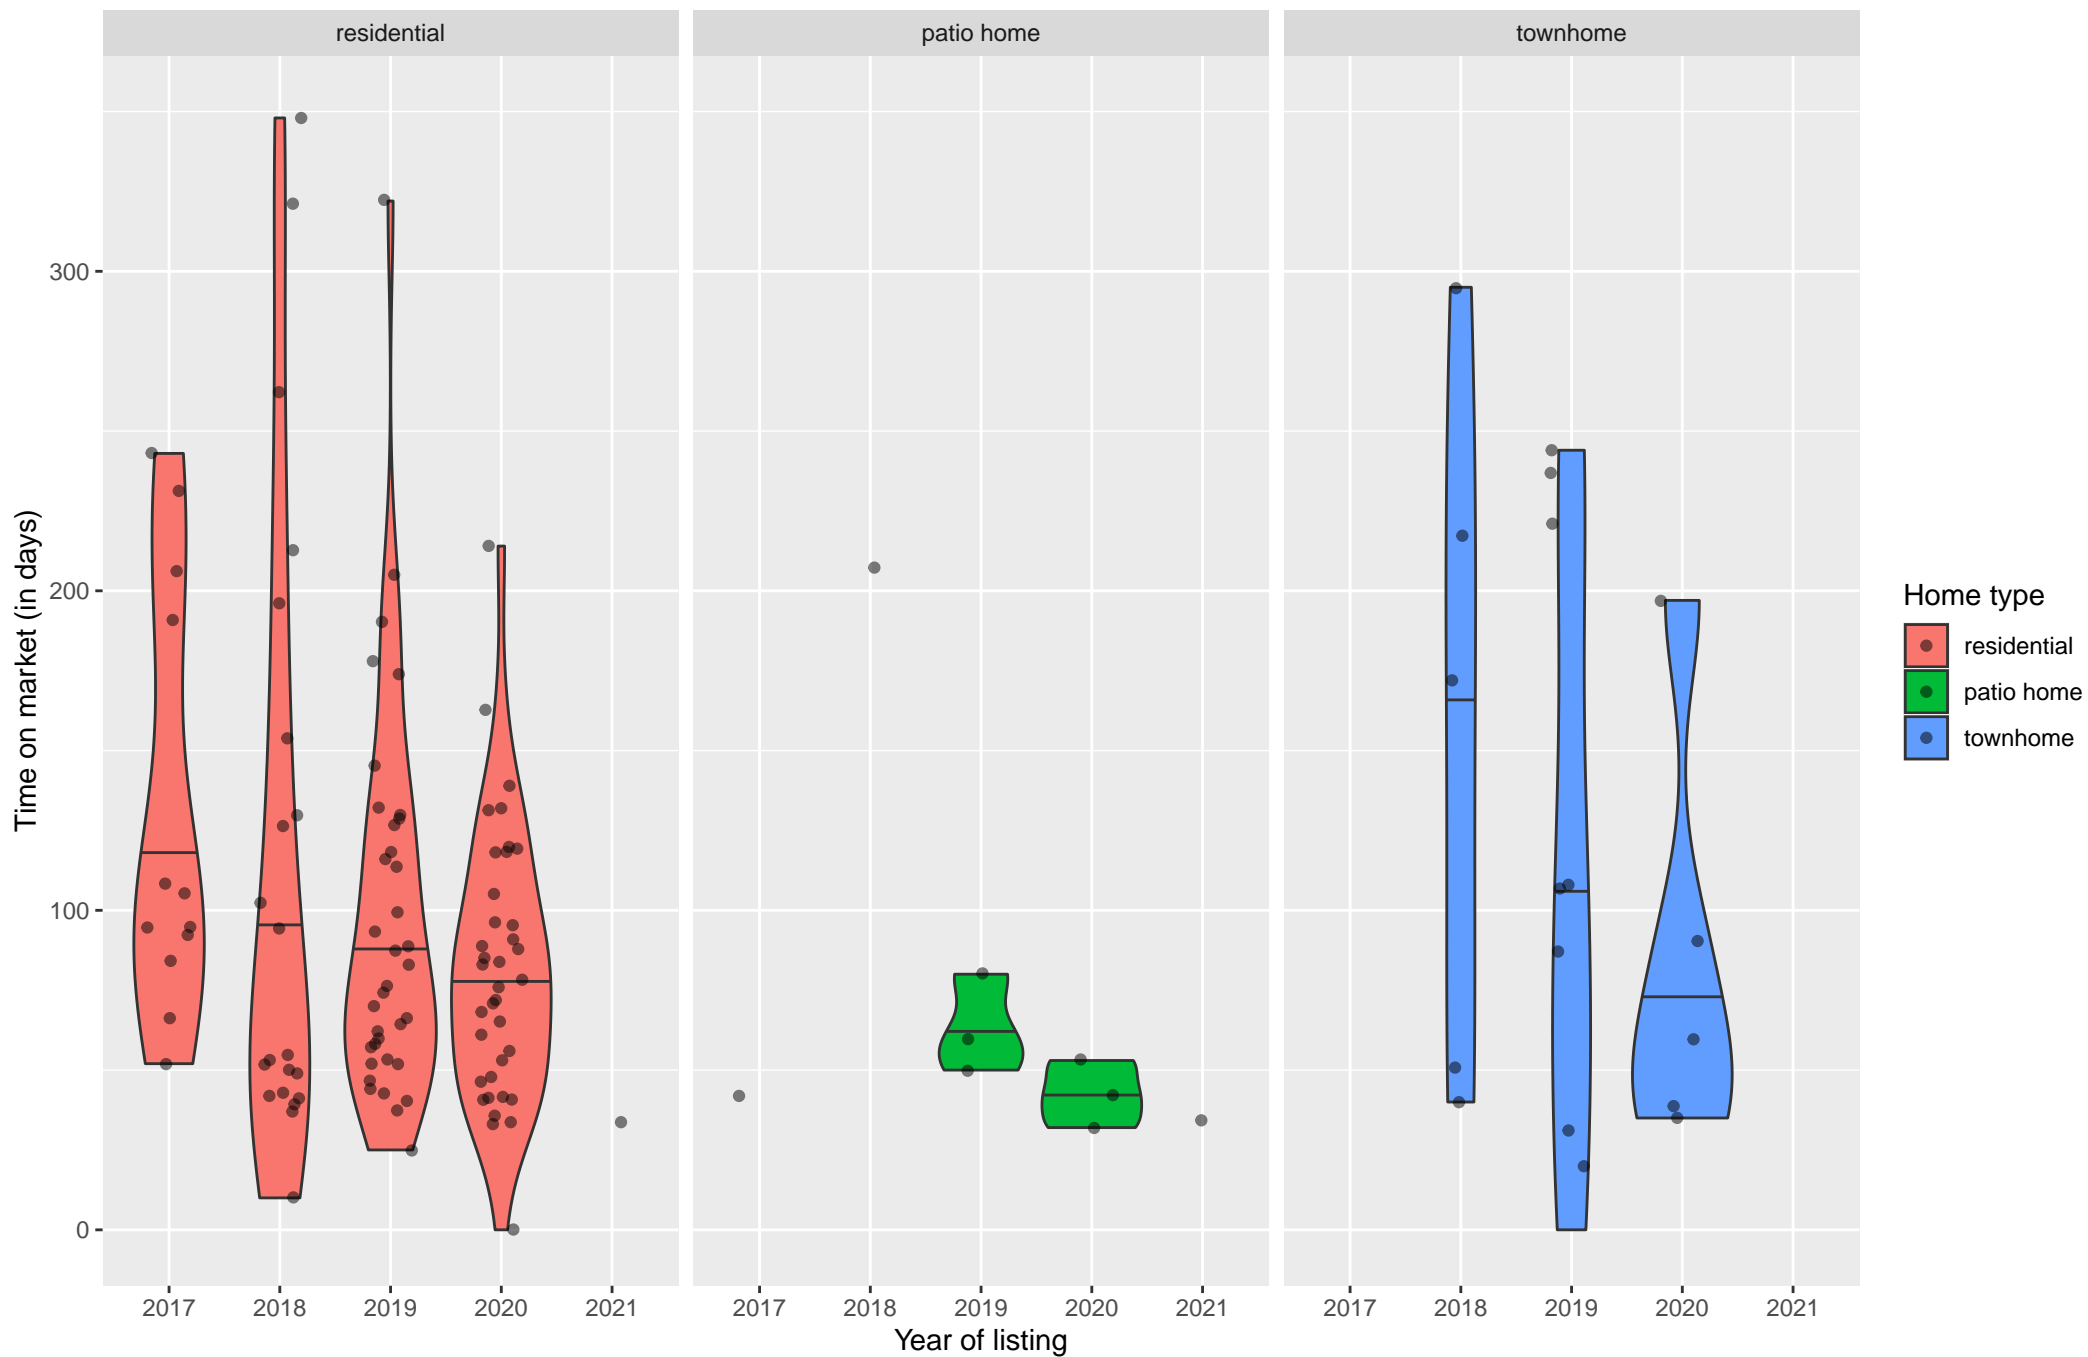 residential
patio home
townhome
Time on market (in days)
300
200
100
0
2017 2018 2019 2020 2021
2017 2018 2019 2020 2021
2017 2018 2019 2020 2021
Year of listing
Home type
residential
patio home
townhome